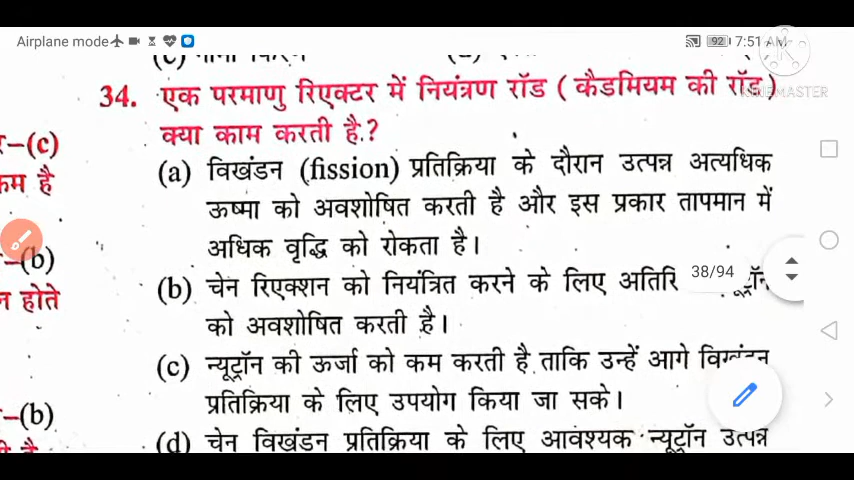 Airplane mode 92 7:51 AM
KINEMASTER
34. एक परमाणु रिएक्टर में नियंत्रण रॉड ( कैडमियम की रॉड)
क्या काम करती है.?
र–(c)
कम है
(a) विखंडन (fission) प्रतिक्रिया के दौरान उत्पन्न अत्यधिक
ऊष्मा को अवशोषित करती है और इस प्रकार तापमान में
अधिक वृद्धि को रोकता है।
–(b)
होते
38/94
(b) चेन रिएक्शन को नियंत्रित करने के लिए
को अवशोषित करती है।
(c) न्यूट्रॉन की ऊर्जा को कम करती है ताकि उन्हें आगे विखंडन
प्रतिक्रिया के लिए उपयोग किया जा सके।
–(b)
(d) चेन विखंडन प्रतिक्रिया के लिए आवश्यक न्यूट्रॉन उत्पन्न